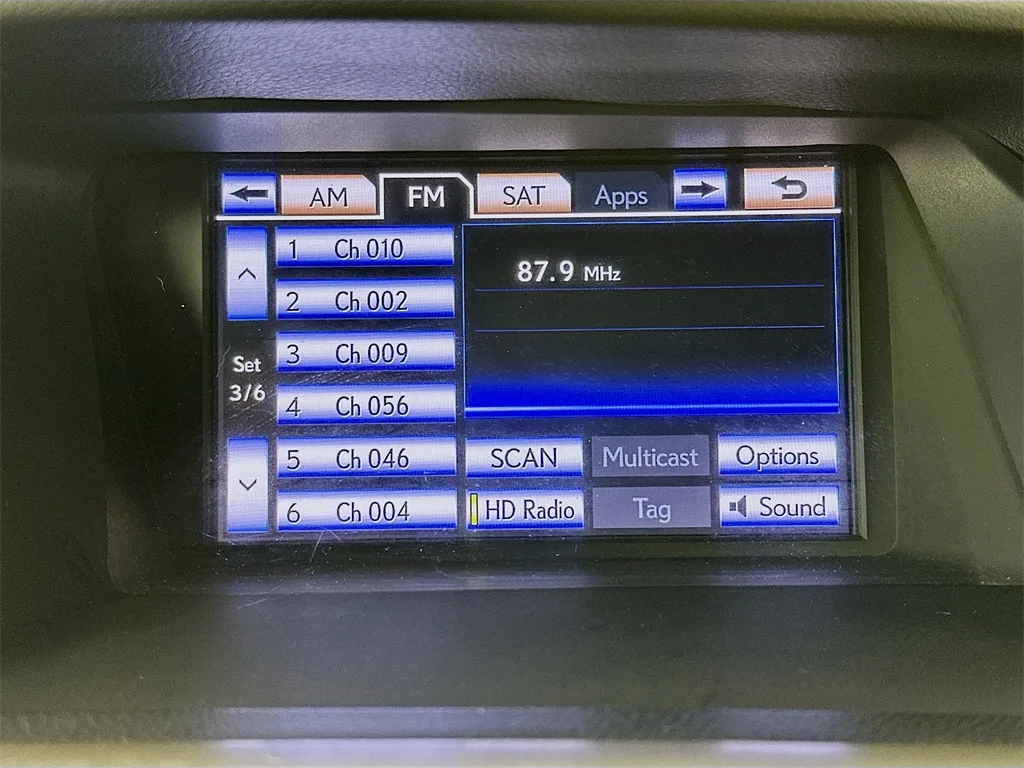 AM FM SAT Apps
1 Ch 010
87.9 MHz
2 Ch 002
3 Ch 009
Set
3/6
4 Ch 056
5 Ch 046
SCAN Multicast Options
6 Ch 004
HD Radio Tag Sound